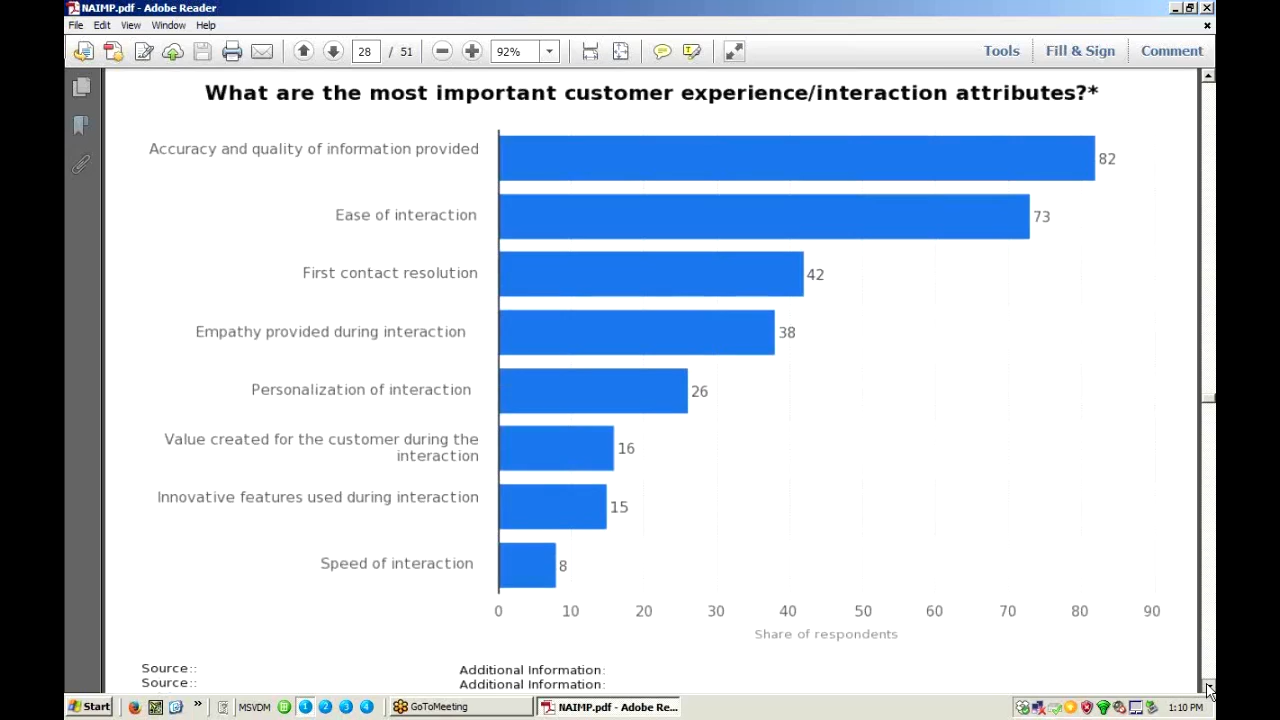 NAIMP.pdf - Adobe Reader
File Edit View Window Help
28 / 51 92% Tools Fill & Sign Comment
What are the most important customer experience/interaction attributes?*
Accuracy and quality of information provided 82
Ease of interaction 73
First contact resolution 42
Empathy provided during interaction 38
Personalization of interaction 26
Value created for the customer during the
interaction 16
Innovative features used during interaction 15
Speed of interaction 8
0 10 20 30 40 50 60 70 80 90
Share of respondents
Source:: Additional Information:
Source:: Additional Information:
Start » MSVDM 1 2 3 4 GoToMeeting NAIMP.pdf - Adobe Re... 1:10 PM